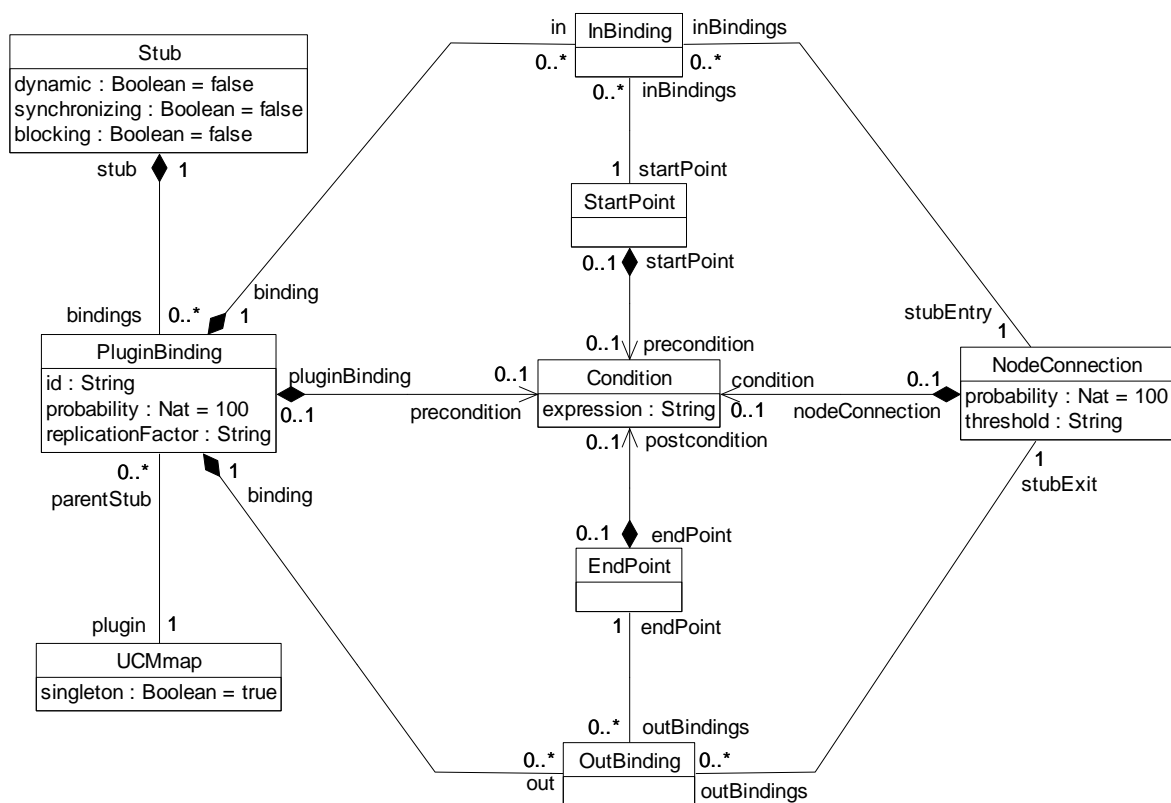 in
InBinding
inBindings
0..*
0..*
0..*
inBindings
Stub
dynamic : Boolean = false
synchronizing : Boolean = false
blocking : Boolean = false
stub
1
1
startPoint
StartPoint
0..1
startPoint
binding
bindings
0..*
1
stubEntry
1
0..1
precondition
PluginBinding
id : String
probability : Nat = 100
replicationFactor : String
pluginBinding
0..1
0..1
precondition
Condition
expression : String
condition
0..1
0..1
nodeConnection
NodeConnection
probability : Nat = 100
threshold : String
0..1
postcondition
0..*
parentStub
1
binding
1
stubExit
0..1
endPoint
EndPoint
1
endPoint
plugin
1
UCMmap
singleton : Boolean = true
0..*
outBindings
0..*
out
OutBinding
0..*
outBindings